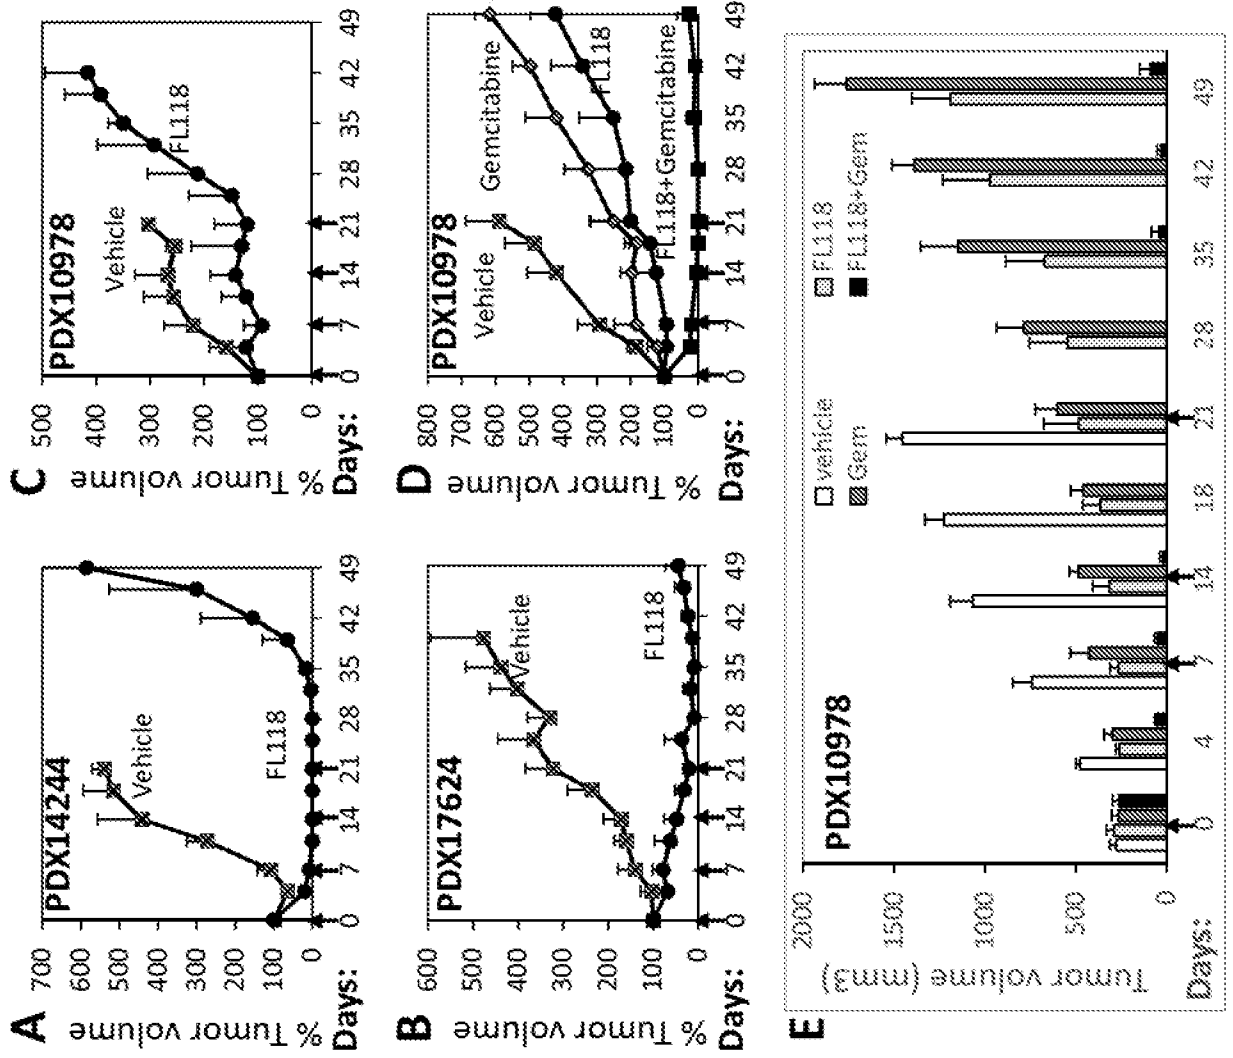 A
PDX14244
% Tumor volume
700
600
500
400
300
200
100
0
Vehicle
FL118
Days:
0 7 14 21 28 35 42 49
B
PDX17624
% Tumor volume
600
500
400
300
200
100
0
Vehicle
FL118
Days:
0 7 14 21 28 35 42 49
C
PDX10978
% Tumor volume
500
400
300
200
100
0
Vehicle
FL118
Days:
0 7 14 21 28 35 42 49
D
PDX10978
% Tumor volume
800
700
600
500
400
300
200
100
0
Vehicle
Gemcitabine
FL118
FL118+Gemcitabine
Days:
0 7 14 21 28 35 42 49
E
PDX10978
Tumor volume (mm3)
2000
1500
1000
500
0
vehicle FL118
Gem FL118+Gem
Days:
0 4 7 14 18 21 28 35 42 49